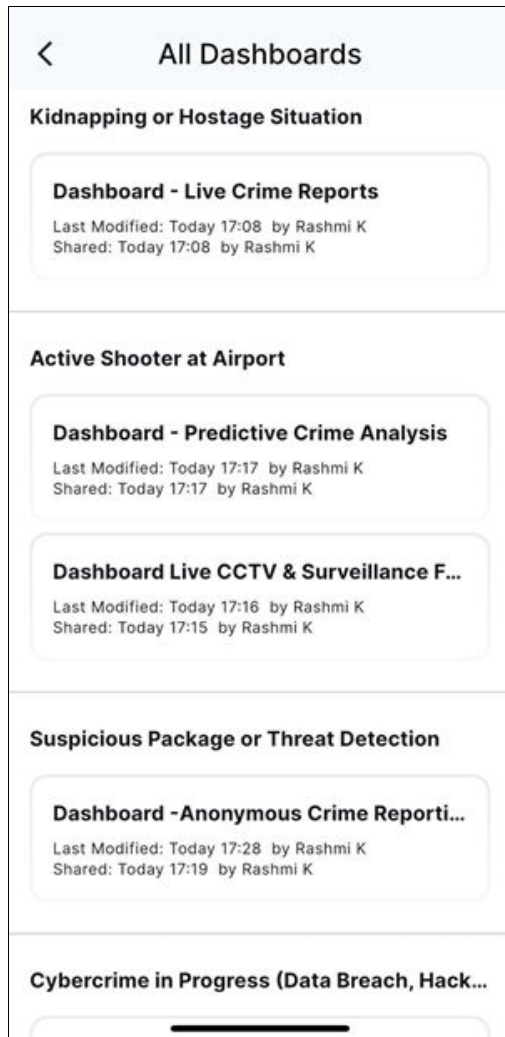 All Dashboards
Kidnapping or Hostage Situation
Dashboard - Live Crime Reports
Last Modified: Today 17:08 by Rashmi K
Shared: Today 17:08 by Rashmi K
Active Shooter at Airport
Dashboard - Predictive Crime Analysis
Last Modified: Today 17:17 by Rashmi K
Shared: Today 17:17 by Rashmi K
Dashboard Live CCTV & Surveillance F...
Last Modified: Today 17:16 by Rashmi K
Shared: Today 17:15 by Rashmi K
Suspicious Package or Threat Detection
Dashboard -Anonymous Crime Reporti...
Last Modified: Today 17:28 by Rashmi K
Shared: Today 17:19 by Rashmi K
Cybercrime in Progress (Data Breach, Hack...